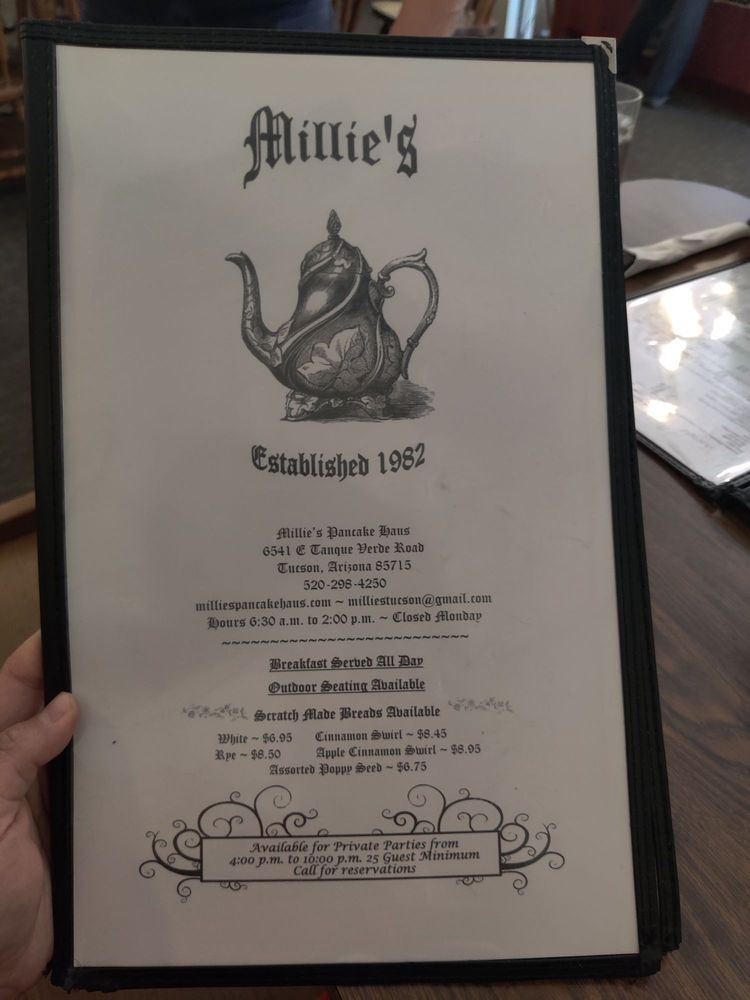 Millie's
Established 1982
Millie's Pancake Haus
6541 E Tanque Verde Road
Tucson, Arizona 85715
520-298-4250
milliespancakehaus.com ~ milliestucson@gmail.com
Hours 6:30 a.m. to 2:00 p.m. ~ Closed Monday
~~~~~~~~~~~~~~~~~~~~~~~~~~
Breakfast Served All Day
Outdoor Seating Available
Scratch Made Breads Available
White ~ $6.95 Cinnamon Swirl ~ $8.45
Rye ~ $8.50 Apple Cinnamon Swirl ~ $8.95
Assorted Poppy Seed ~ $6.75
Available for Private Parties from
4:00 p.m. to 10:00 p.m. 25 Guest Minimum
Call for reservations